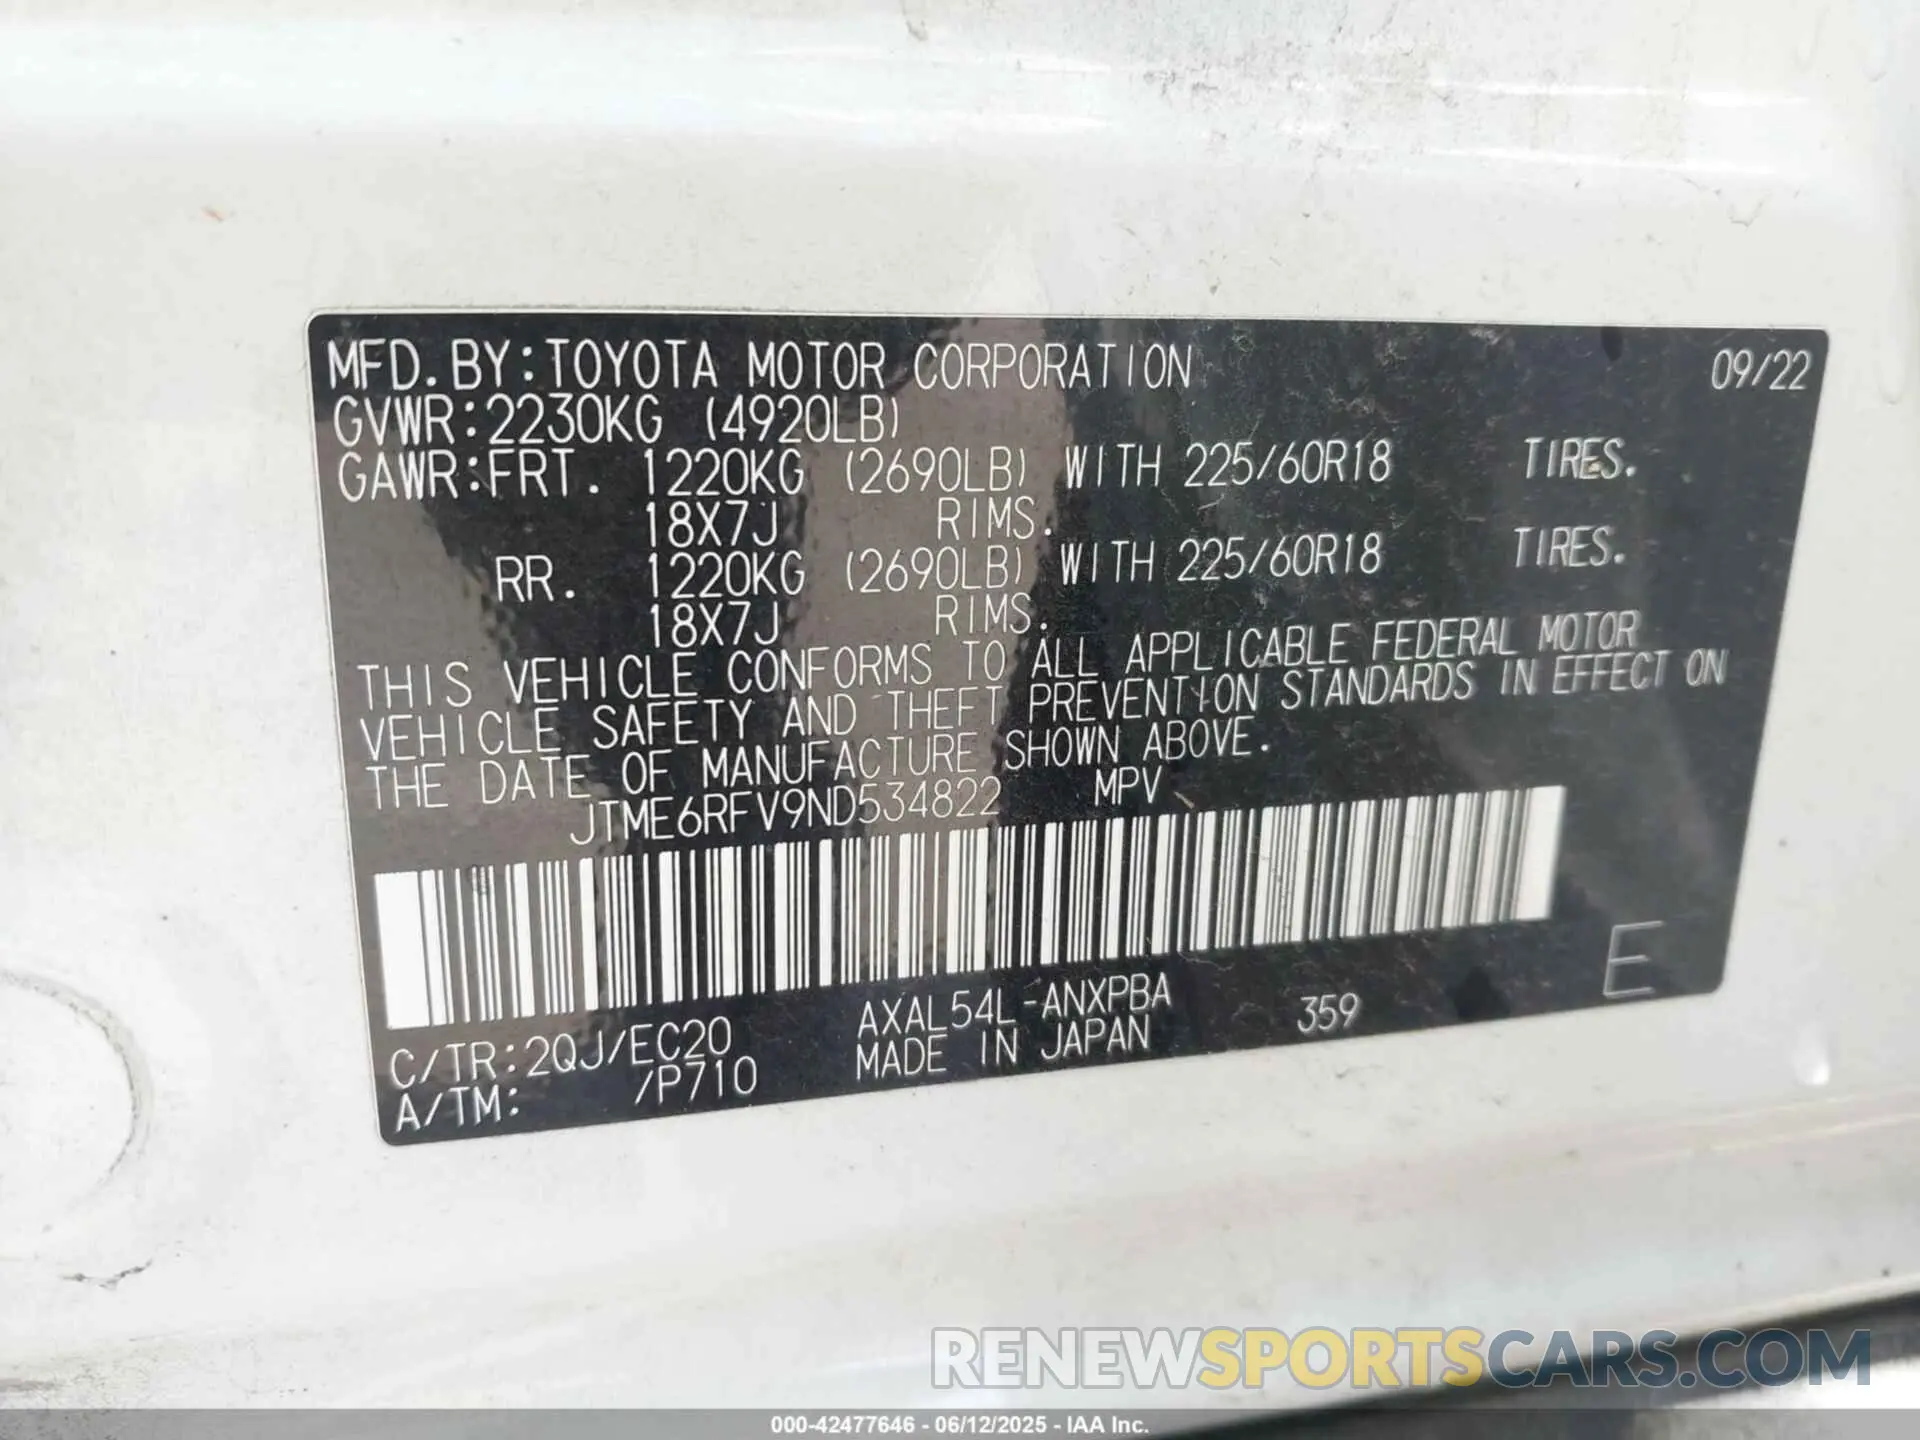 MFD.BY:TOYOTA MOTOR CORPORATION 09/22
GVWR:2230KG (4920LB)
GAWR:FRT. 1220KG (2690LB) WITH 225/60R18 TIRES.
18X7J RIMS.
RR. 1220KG (2690LB) WITH 225/60R18 TIRES.
18X7J RIMS.
THIS VEHICLE CONFORMS TO ALL APPLICABLE FEDERAL MOTOR
VEHICLE SAFETY AND THEFT PREVENTION STANDARDS IN EFFECT ON
THE DATE OF MANUFACTURE SHOWN ABOVE.
JTME6RFV9ND534822 MPV
E
C/TR:2QJ/EC20 AXAL54L-ANXPBA 359
A/TM: /P710 MADE IN JAPAN
RENEWSPORTSCARS.COM
000-42477646 - 06/12/2025 - IAA Inc.